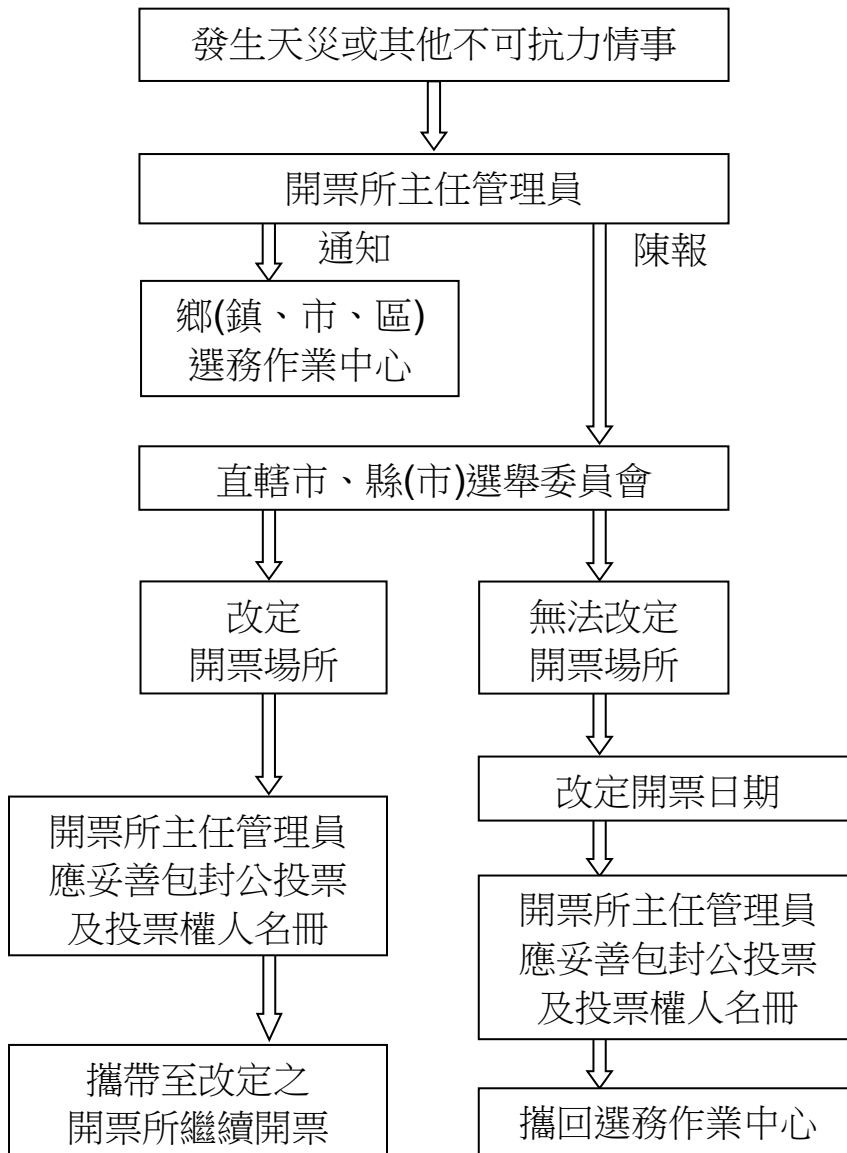 發生天災或其他不可抗力情事
開票所主任管理員
通知
陳報
鄉(鎮、市、區)
選務作業中心
直轄市、縣(市)選舉委員會
改定
開票場所
無法改定
開票場所
改定開票日期
開票所主任管理員
應妥善包封公投票
及投票權人名冊
開票所主任管理員
應妥善包封公投票
及投票權人名冊
攜帶至改定之
開票所繼續開票
攜回選務作業中心